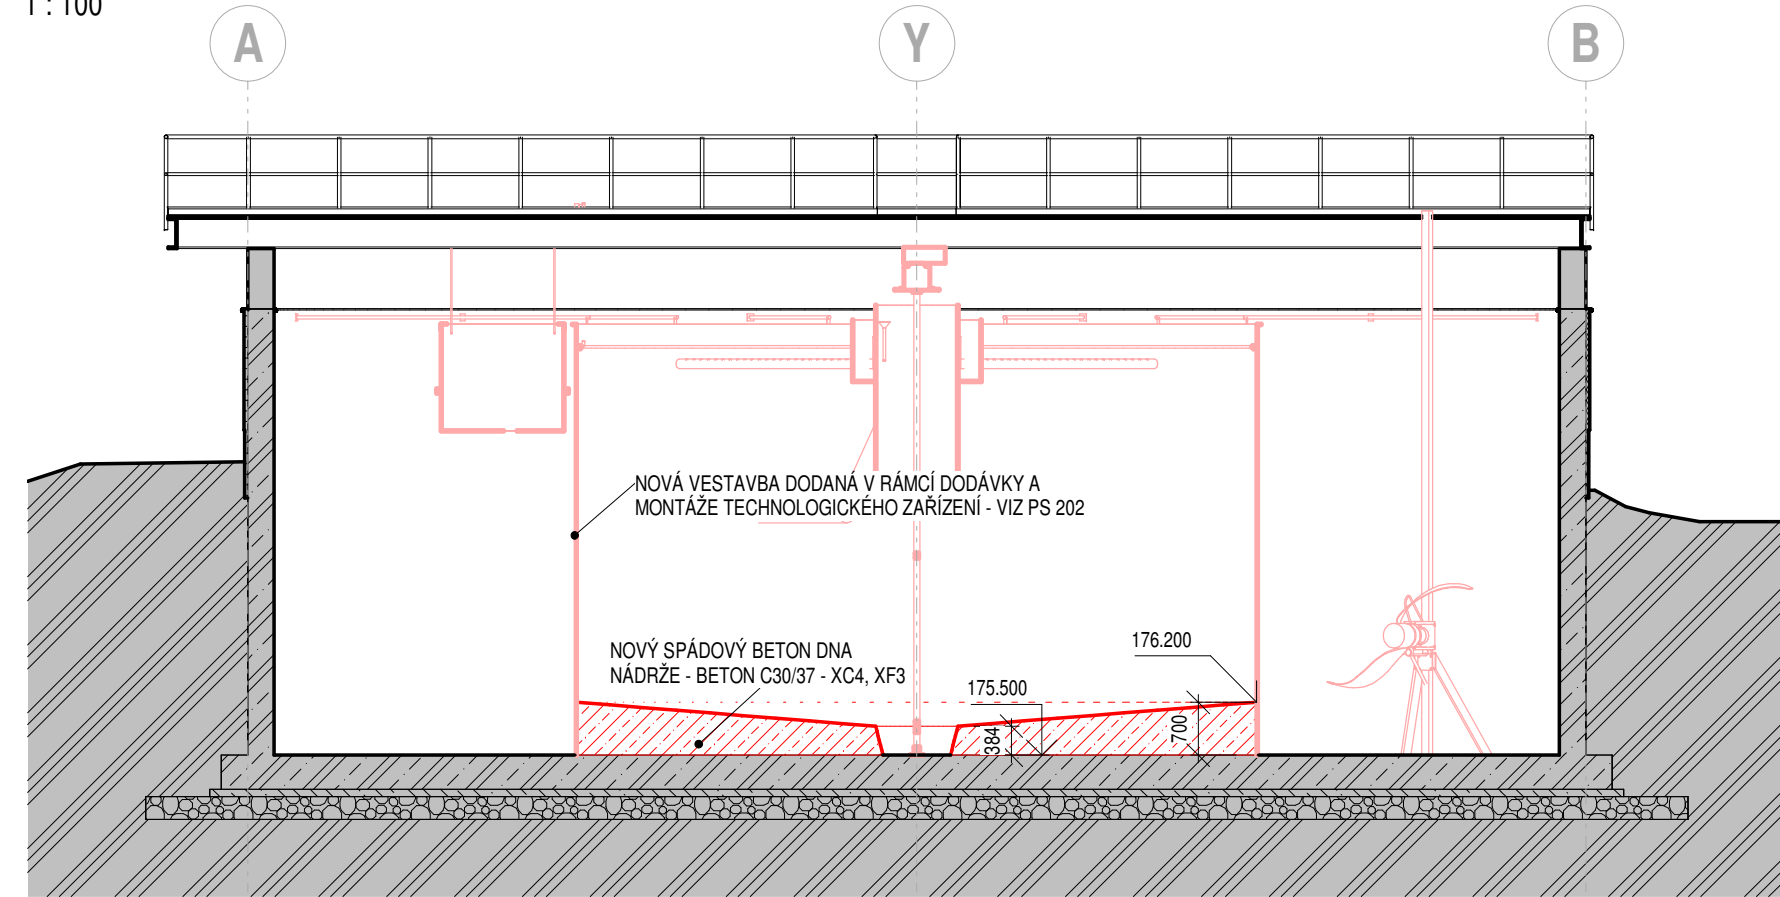 1 : 100
A
Y
B
NOVÁ VESTAVBA DODANÁ V RÁMCÍ DODÁVKY A
MONTÁŽE TECHNOLOGICKÉHO ZAŘÍZENÍ - VIZ PS 202
NOVÝ SPÁDOVÝ BETON DNA
NÁDRŽE - BETON C30/37 - XC4, XF3
176.200
175.500
384
700